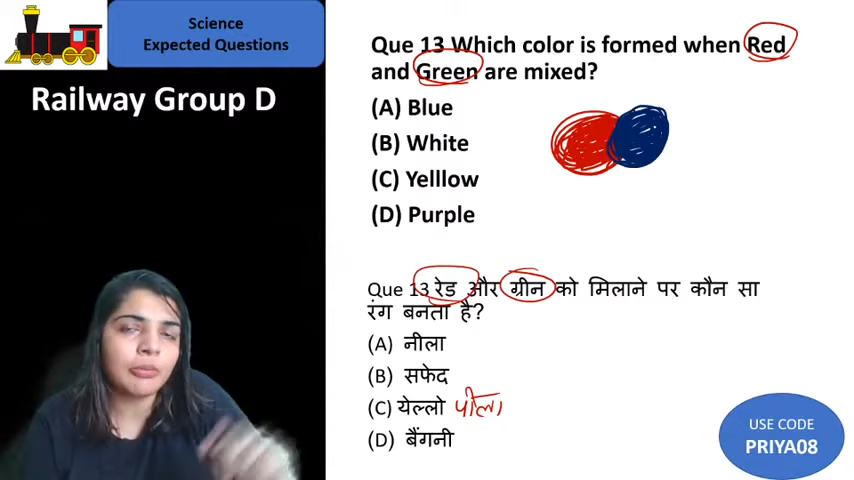 Science
Expected Questions
Railway Group D
Que 13 Which color is formed when Red
and Green are mixed?
(A) Blue
(B) White
(C) Yelllow
(D) Purple
Que 13 रेड और ग्रीन को मिलाने पर कौन सा
रंग बनता है?
(A) नीला
(B) सफेद
(C) येल्लो पीला
(D) बैंगनी
USE CODE
PRIYA08